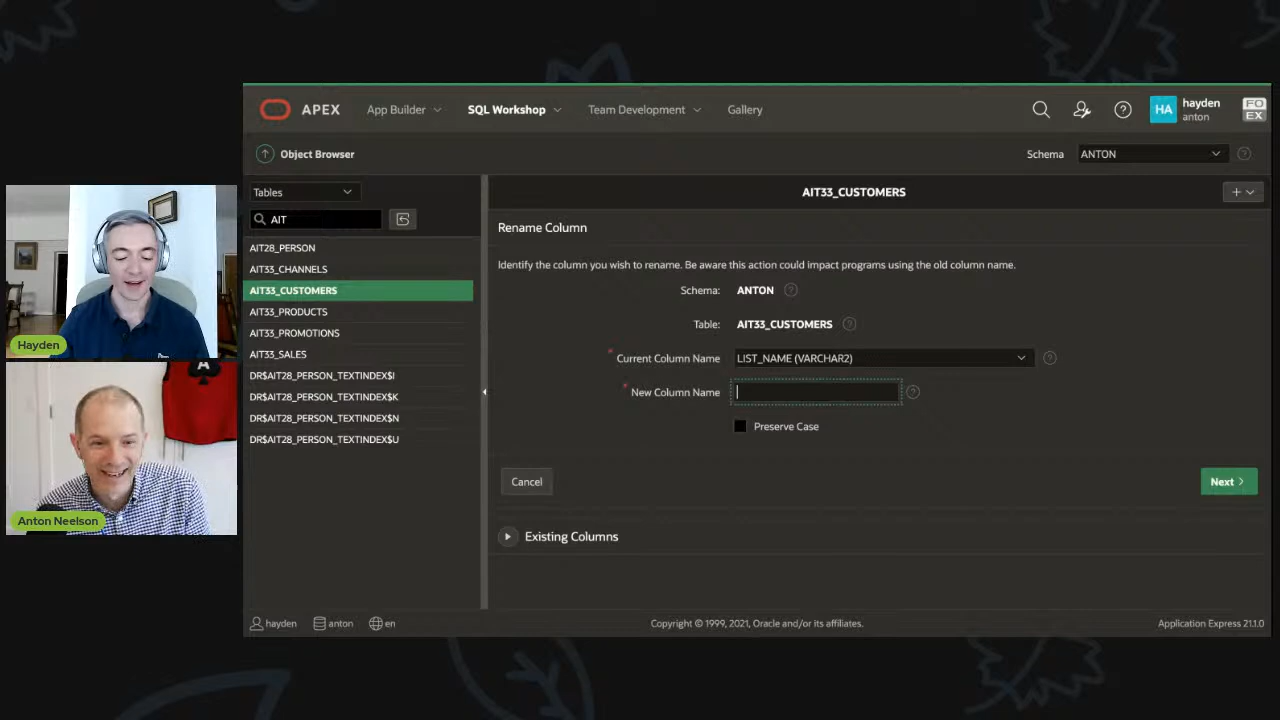 APEX
App Builder
SQL Workshop
Team Development
Gallery
HA
hayden
anton
FO
EX
Object Browser
Schema
ANTON
Tables
AIT
AIT28_PERSON
AIT33_CHANNELS
AIT33_CUSTOMERS
AIT33_PRODUCTS
AIT33_PROMOTIONS
AIT33_SALES
DR$AIT28_PERSON_TEXTINDEX$I
DR$AIT28_PERSON_TEXTINDEX$K
DR$AIT28_PERSON_TEXTINDEX$N
DR$AIT28_PERSON_TEXTINDEX$U
AIT33_CUSTOMERS
Rename Column
Identify the column you wish to rename. Be aware this action could impact programs using the old column name.
Schema: ANTON
Table: AIT33_CUSTOMERS
* Current Column Name LIST_NAME (VARCHAR2)
* New Column Name
Preserve Case
Cancel
Next
Existing Columns
hayden
anton
en
Copyright © 1999, 2021, Oracle and/or its affiliates.
Application Express 21.1.0
Hayden
A
Anton Neelson